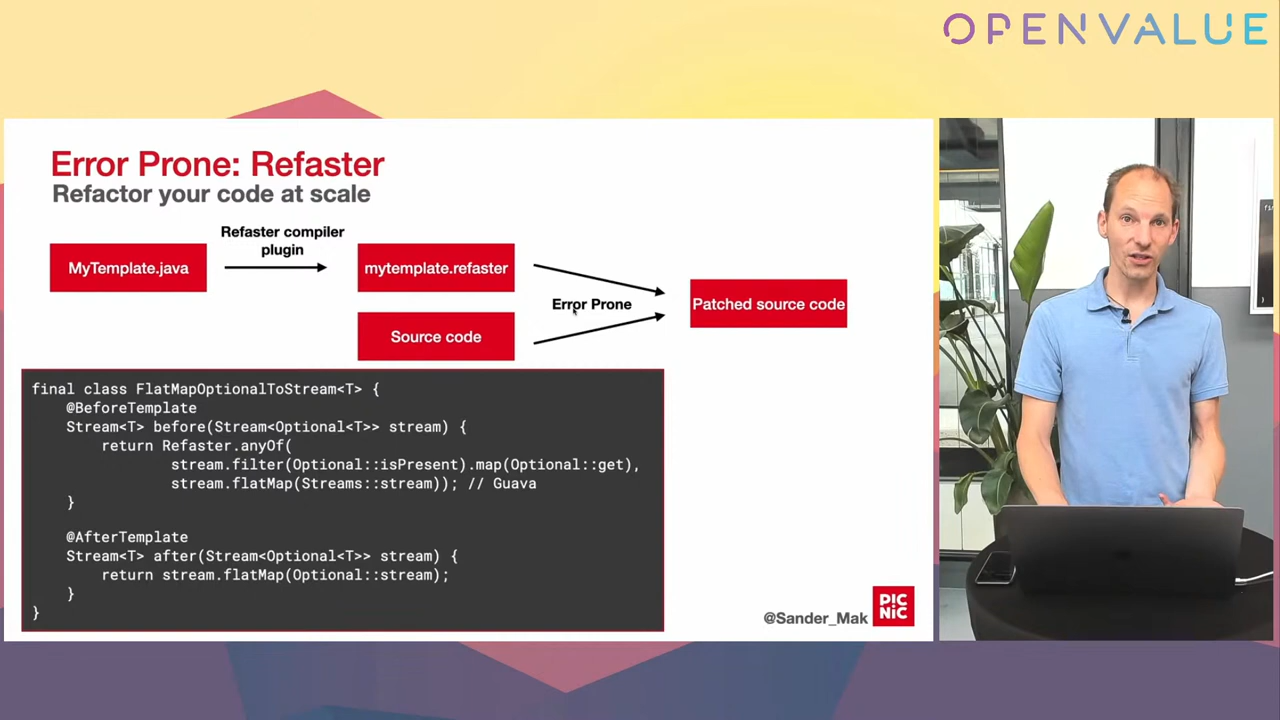 OPENVALUE
Error Prone: Refaster
Refactor your code at scale
Refaster compiler
plugin
MyTemplate.java
mytemplate.refaster
Error Prone
Source code
Patched source code
final class FlatMapOptionalToStream<T> {
    @BeforeTemplate
    Stream<T> before(Stream<Optional<T>> stream) {
        return Refaster.anyOf(
                stream.filter(Optional::isPresent).map(Optional::get),
                stream.flatMap(Streams::stream)); // Guava
    }
    @AfterTemplate
    Stream<T> after(Stream<Optional<T>> stream) {
        return stream.flatMap(Optional::stream);
    }
}
@Sander_Mak
PIC
NIC